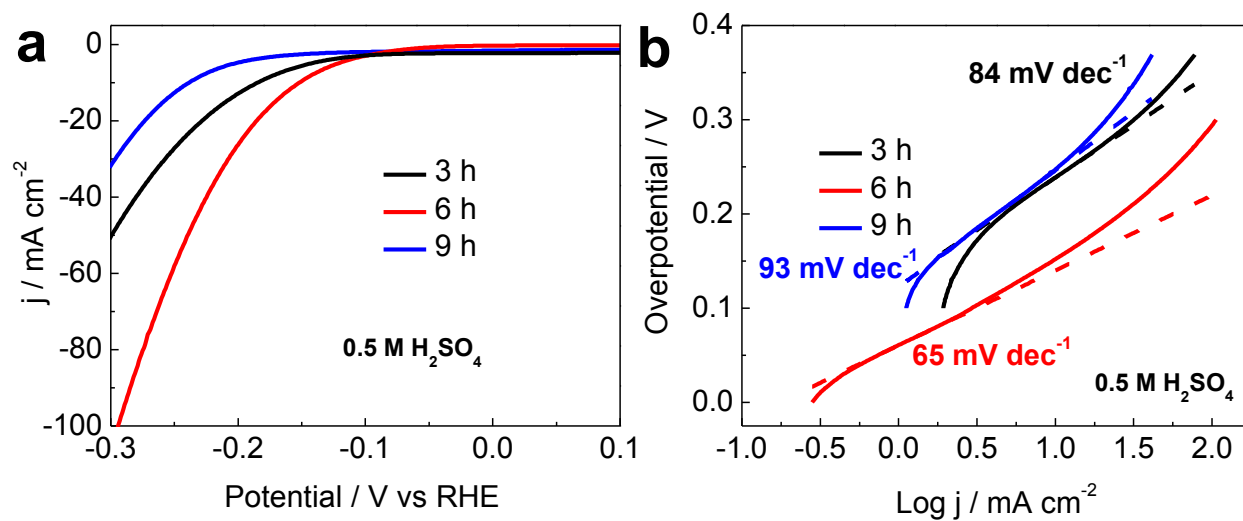 a
0
-20
-40
-60
-80
-100
-0.3
-0.2
-0.1
0.0
0.1
j / mA cm⁻²
Potential / V vs RHE
3 h
6 h
9 h
0.5 M H₂SO₄
b
0.4
0.3
0.2
0.1
0.0
-1.0
-0.5
0.0
0.5
1.0
1.5
2.0
Overpotential / V
Log j / mA cm⁻²
84 mV dec⁻¹
3 h
6 h
9 h
93 mV dec⁻¹
65 mV dec⁻¹
0.5 M H₂SO₄